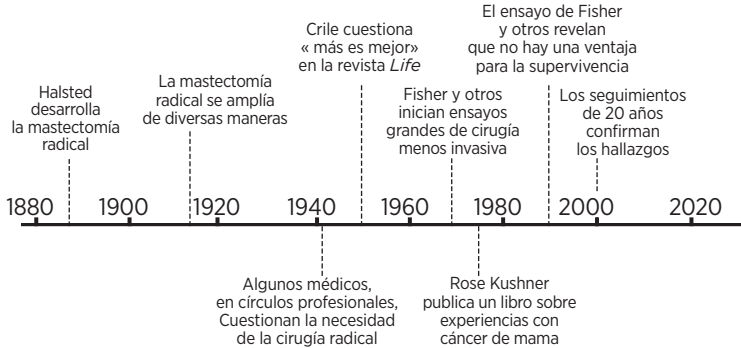 Halsted
desarrolla
la mastectomía
radical
La mastectomía
radical se amplía
de diversas maneras
Crile cuestiona
« más es mejor»
en la revista Life
Fisher y otros
inician ensayos
grandes de cirugía
menos invasiva
El ensayo de Fisher
y otros revelan
que no hay una ventaja
para la supervivencia
Los seguimientos
de 20 años
confirman
los hallazgos
1880 1900 1920 1940 1960 1980 2000 2020
Algunos médicos,
en círculos profesionales,
Cuestionan la necesidad
de la cirugía radical
Rose Kushner
publica un libro sobre
experiencias con
cáncer de mama